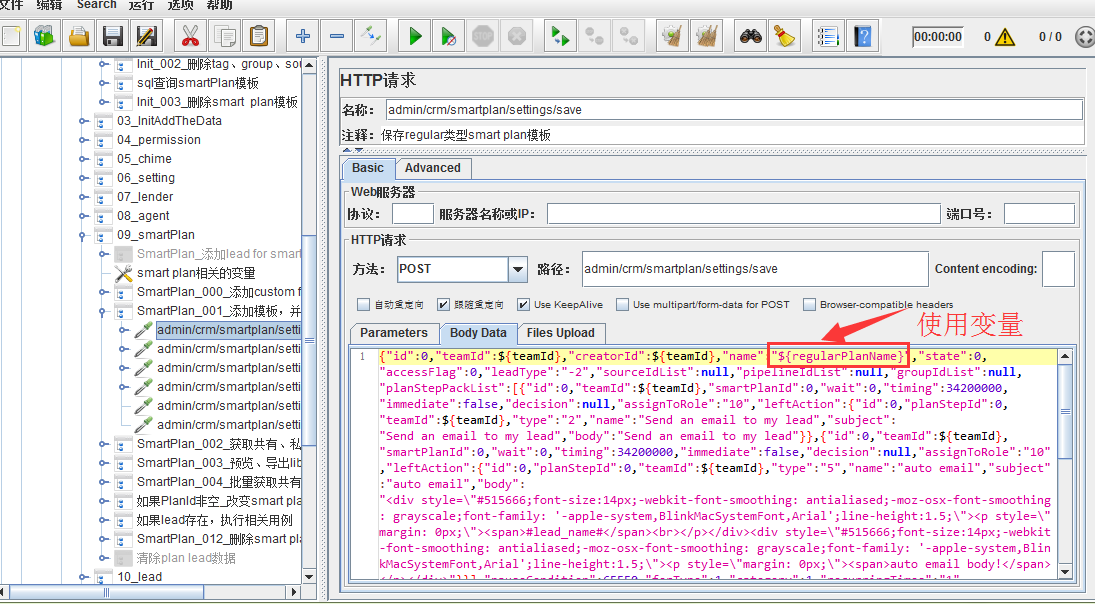 文件 编辑 Search 运行 选项 帮助
STOP
00:00:00 0 0 / 0
Init_002_删除tag、group、sou
sql查询smartPlan模板
Init_003_删除smart plan模板
03_InitAddTheData
04_permission
05_chime
06_setting
07_lender
08_agent
09_smartPlan
SmartPlan_添加lead for smart
smart plan相关的变量
SmartPlan_000_添加custom f
SmartPlan_001_添加模板，并
admin/crm/smartplan/setti
admin/crm/smartplan/setti
admin/crm/smartplan/setti
admin/crm/smartplan/setti
admin/crm/smartplan/setti
admin/crm/smartplan/setti
SmartPlan_002_获取共有、私
SmartPlan_003_预览、导出lib
SmartPlan_004_批量获取共有
如果PlanId非空_改变smart pla
如果lead存在，执行相关用例
SmartPlan_012_删除smart pl
清除plan lead数据
10_lead
HTTP请求
名称： admin/crm/smartplan/settings/save
注释： 保存regular类型smart plan模板
Basic Advanced
Web服务器
协议： 服务器名称或IP： 端口号：
HTTP请求
方法： POST 路径： admin/crm/smartplan/settings/save Content encoding:
自动重定向 跟随重定向 Use KeepAlive Use multipart/form-data for POST Browser-compatible headers
使用变量
Parameters Body Data Files Upload
1 {"id":0,"teamId":${teamId},"creatorId":${teamId},"name":"${regularPlanName}","state":0,
"accessFlag":0,"leadType":"-2","sourceIdList":null,"pipelineIdList":null,"groupIdList":null,
"planStepPackList":[{"id":0,"teamId":${teamId},"smartPlanId":0,"wait":0,"timing":34200000,
"immediate":false,"decision":null,"assignToRole":"10","leftAction":{"id":0,"planStepId":0,
"teamId":${teamId},"type":"2","name":"Send an email to my lead","subject":
"Send an email to my lead","body":"Send an email to my lead"}},{"id":0,"teamId":${teamId},
"smartPlanId":0,"wait":0,"timing":34200000,"immediate":false,"decision":null,"assignToRole":"10"
,"leftAction":{"id":0,"planStepId":0,"teamId":${teamId},"type":"5","name":"auto email","subject"
:"auto email","body":
"<div style=\"#515666;font-size:14px;-webkit-font-smoothing: antialiased;-moz-osx-font-smoothing
: grayscale;font-family: '-apple-system,BlinkMacSystemFont,Arial';line-height:1.5;\"><p style=\"
margin: 0px;\"><span>#lead_name#</span><br></p></div><div style=\"#515666;font-size:14px;-webkit
-font-smoothing: antialiased;-moz-osx-font-smoothing: grayscale;font-family: '-apple-system,Blin
kMacSystemFont,Arial';line-height:1.5;\"><p style=\"margin: 0px;\"><span>auto email body!</span>